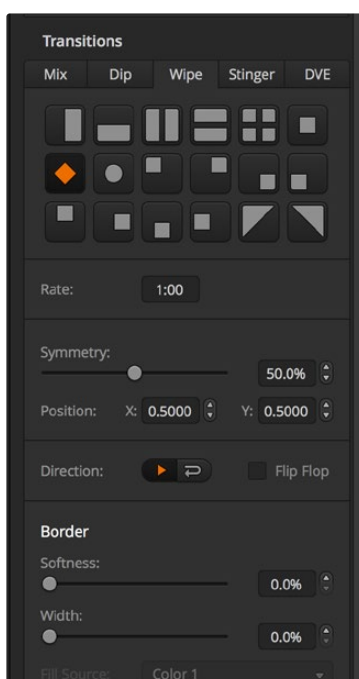 Transitions
Mix Dip Wipe Stinger DVE
Rate: 1:00
Symmetry:
50.0%
Position: X: 0.5000 Y: 0.5000
Direction: Flip Flop
Border
Softness:
0.0%
Width:
0.0%
Fill Source: Color 1